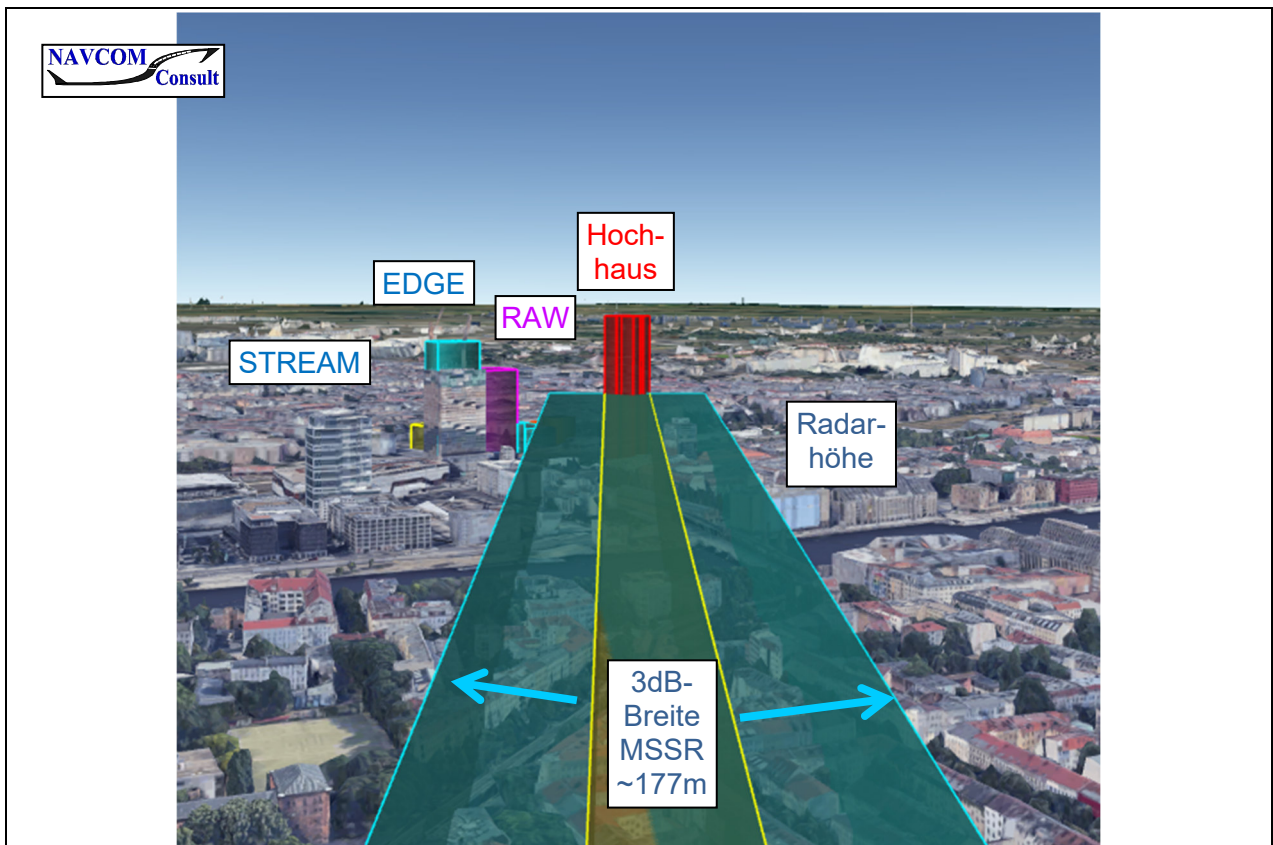 NAVCOM
Consult
Hoch-
haus
EDGE
RAW
STREAM
Radar-
höhe
3dB-
Breite
MSSR
~177m